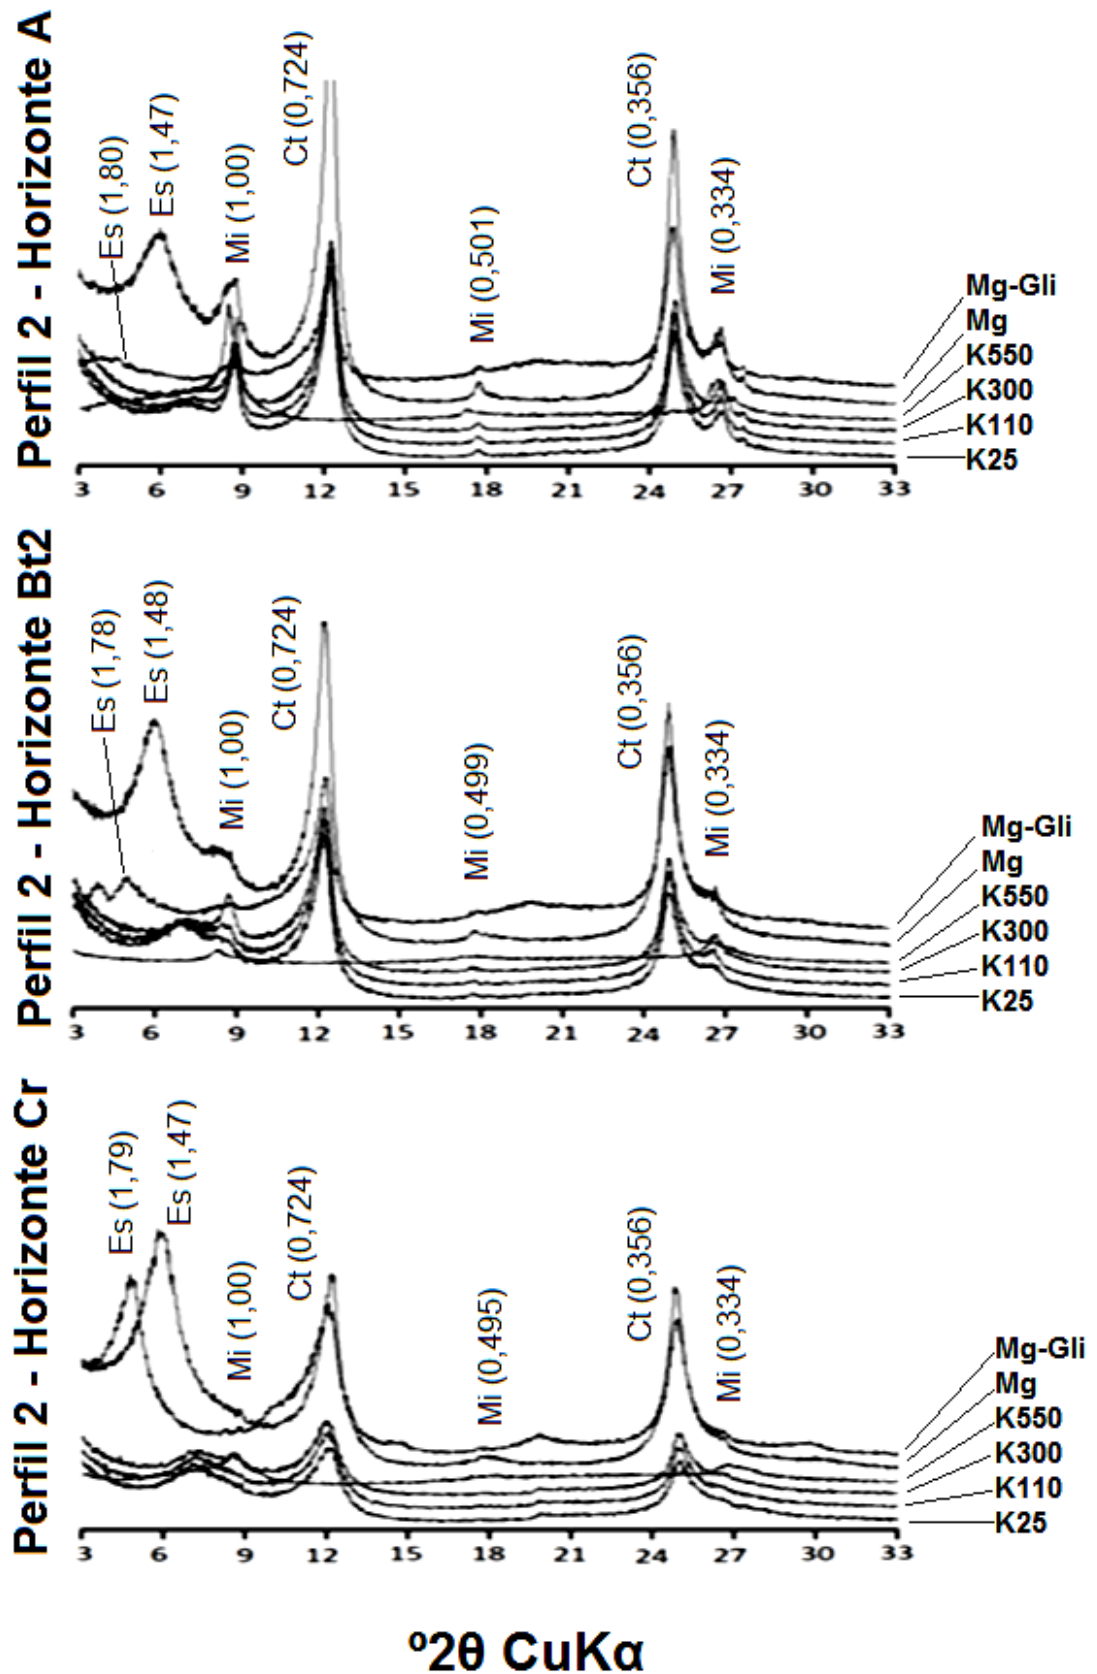 Perfil 2 - Horizonte A
Es (1,80)
Es (1,47)
Mi (1,00)
Ct (0,724)
Mi (0,501)
Ct (0,356)
Mi (0,334)
Mg-Gli
Mg
K550
K300
K110
K25
3 6 9 12 15 18 21 24 27 30 33
Perfil 2 - Horizonte Bt2
Es (1,78)
Es (1,48)
Mi (1,00)
Ct (0,724)
Mi (0,499)
Ct (0,356)
Mi (0,334)
Mg-Gli
Mg
K550
K300
K110
K25
3 6 9 12 15 18 21 24 27 30 33
Perfil 2 - Horizonte Cr
Es (1,79)
Es (1,47)
Mi (1,00)
Ct (0,724)
Mi (0,495)
Ct (0,356)
Mi (0,334)
Mg-Gli
Mg
K550
K300
K110
K25
3 6 9 12 15 18 21 24 27 30 33
º2θ CuKα